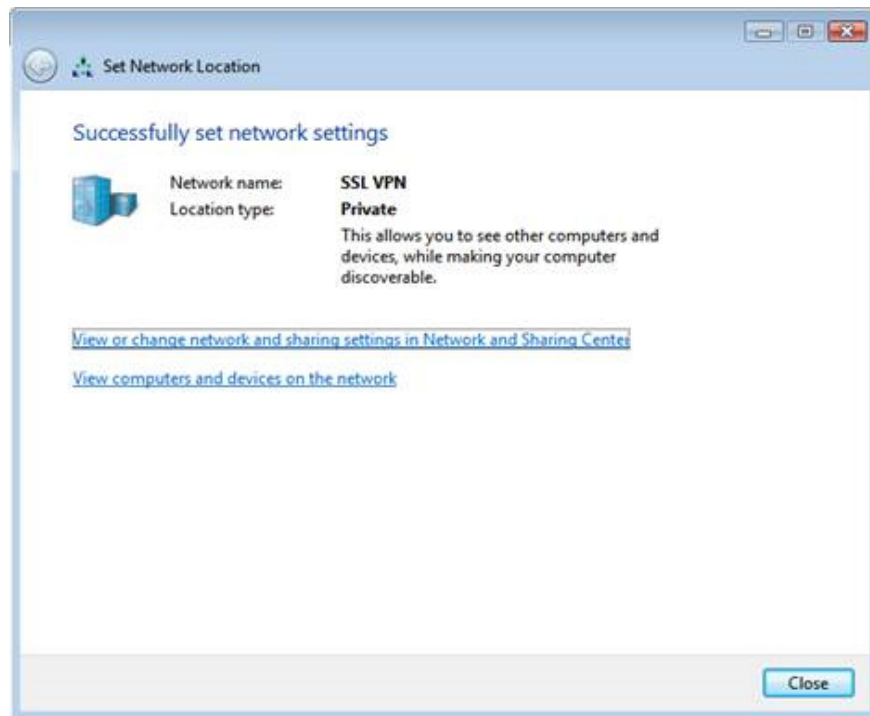 Set Network Location
Successfully set network settings
Network name: SSL VPN
Location type: Private
This allows you to see other computers and
devices, while making your computer
discoverable.
View or change network and sharing settings in Network and Sharing Center
View computers and devices on the network
Close